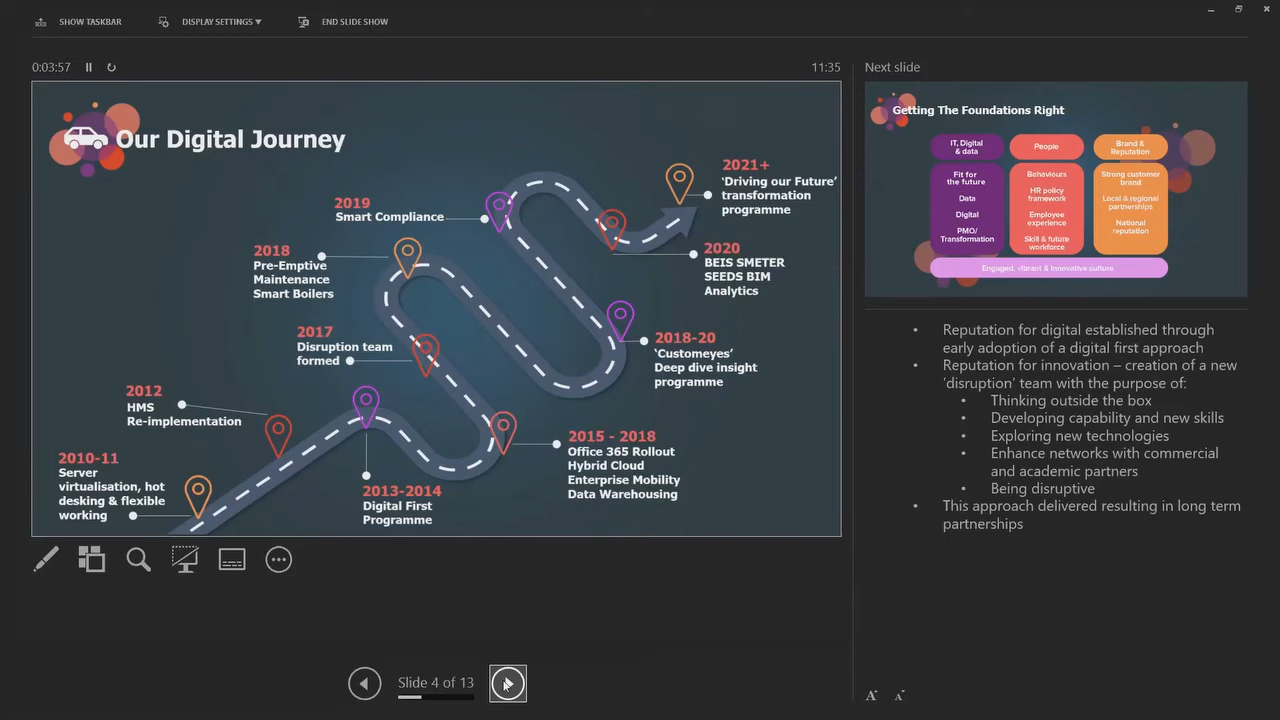 SHOW TASKBAR
DISPLAY SETTINGS
END SLIDE SHOW
0:03:57
11:35
Our Digital Journey
2021+
'Driving our Future'
transformation
programme
2019
Smart Compliance
2018
Pre-Emptive
Maintenance
Smart Boilers
2020
BEIS SMETER
SEEDS BIM
Analytics
2017
Disruption team
formed
2018-20
'Customeyes'
Deep dive insight
programme
2012
HMS
Re-implementation
2010-11
Server
virtualisation, hot
desking & flexible
working
2013-2014
Digital First
Programme
2015 - 2018
Office 365 Rollout
Hybrid Cloud
Enterprise Mobility
Data Warehousing
Slide 4 of 13
Next slide
Getting The Foundations Right
IT, Digital
& data
Fit for
the future
Data
Digital
PMO/
Transformation
People
Behaviours
HR policy
framework
Employee
experience
Skill & future
workforce
Brand &
Reputation
Strong customer
brand
Local & regional
partnerships
National
reputation
Engaged, vibrant & Innovative culture
• Reputation for digital established through
early adoption of a digital first approach
• Reputation for innovation – creation of a new
'disruption' team with the purpose of:
• Thinking outside the box
• Developing capability and new skills
• Exploring new technologies
• Enhance networks with commercial
and academic partners
• Being disruptive
• This approach delivered resulting in long term
partnerships
A A